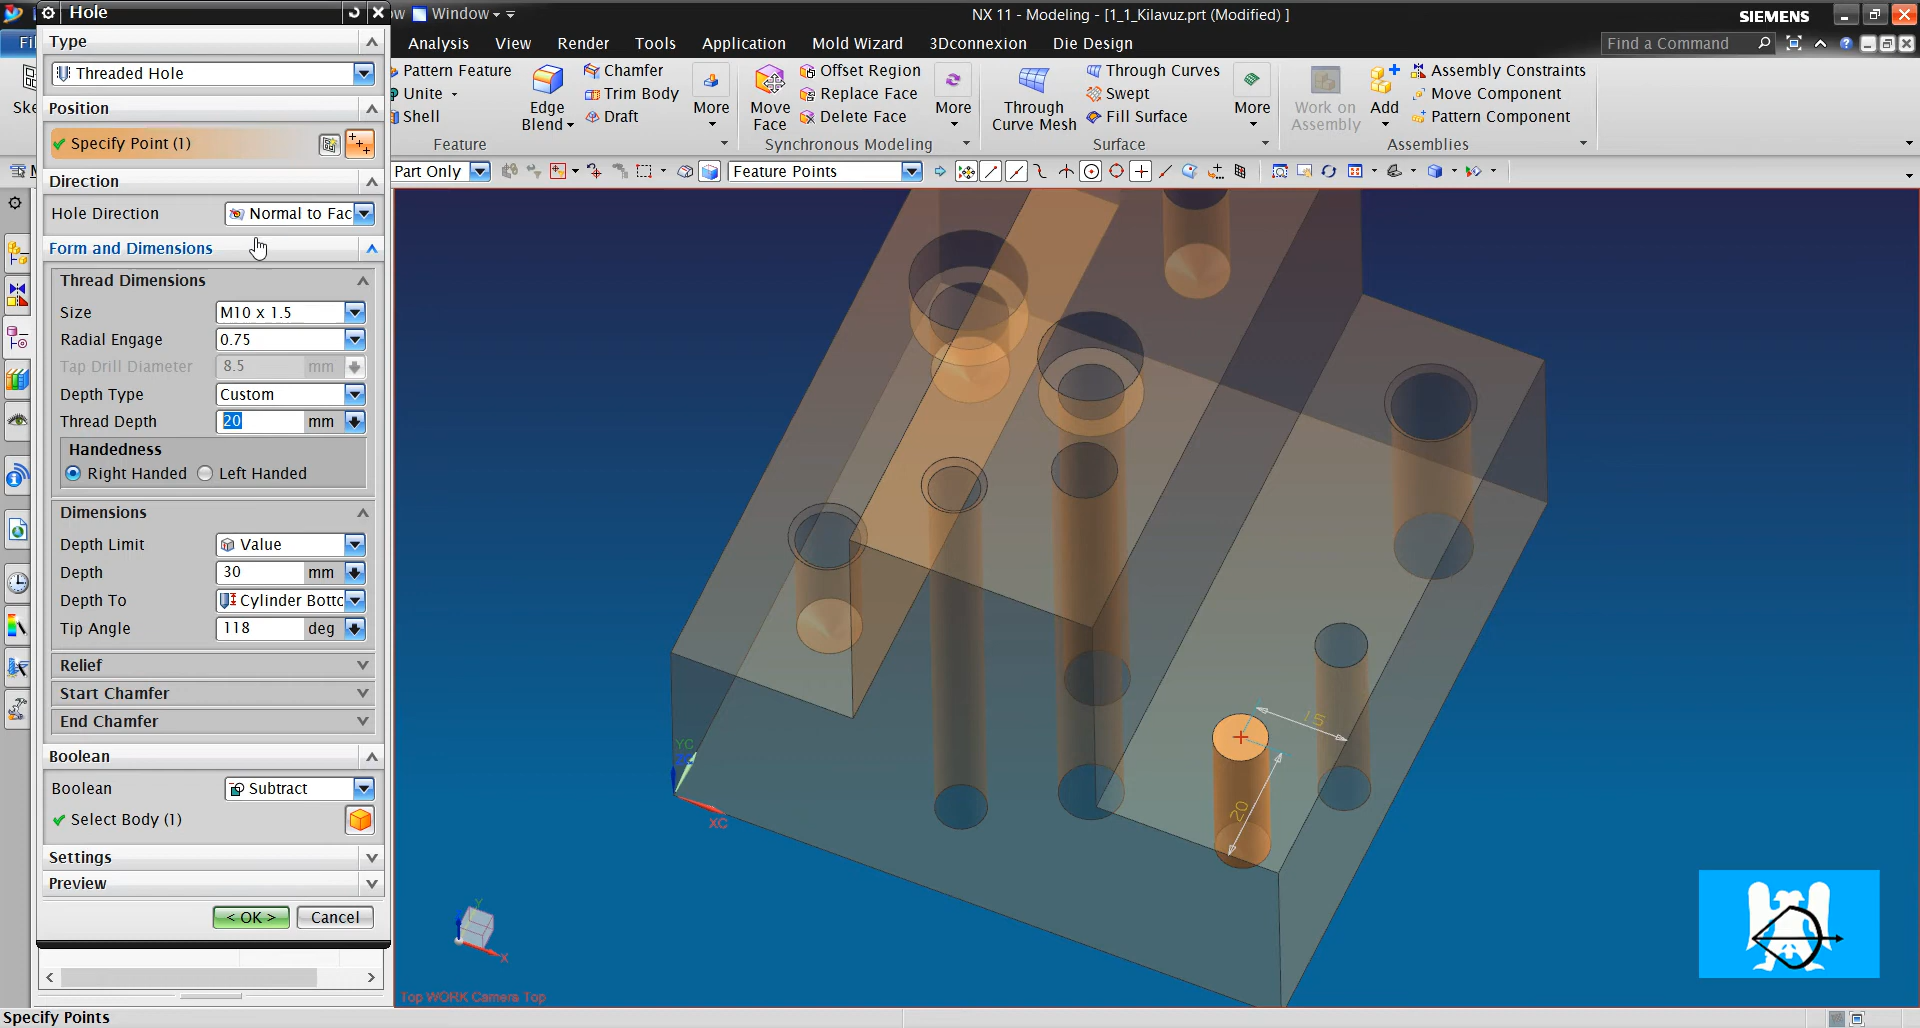 Hole
Window
NX 11 - Modeling - [1_1_Kilavuz.prt (Modified) ]
SIEMENS
Analysis View Render Tools Application Mold Wizard 3Dconnexion Die Design
Find a Command
Pattern Feature
Unite
Shell
Edge Blend
Chamfer
Trim Body
Draft
More
Feature
Move Face
Offset Region
Replace Face
Delete Face
More
Synchronous Modeling
Through Curve Mesh
Through Curves
Swept
Fill Surface
More
Surface
Work on Assembly
Add
Assembly Constraints
Move Component
Pattern Component
Assemblies
Part Only
Feature Points
Type
Threaded Hole
Position
Specify Point (1)
Direction
Hole Direction Normal to Fac
Form and Dimensions
Thread Dimensions
Size M10 x 1.5
Radial Engage 0.75
Tap Drill Diameter 8.5 mm
Depth Type Custom
Thread Depth 20 mm
Handedness
Right Handed Left Handed
Dimensions
Depth Limit Value
Depth 30 mm
Depth To Cylinder Botto
Tip Angle 118 deg
Relief
Start Chamfer
End Chamfer
Boolean
Boolean Subtract
Select Body (1)
Settings
Preview
< OK > Cancel
15
20
YC
XC
Y
X
Top WORK Camera Top
Specify Points